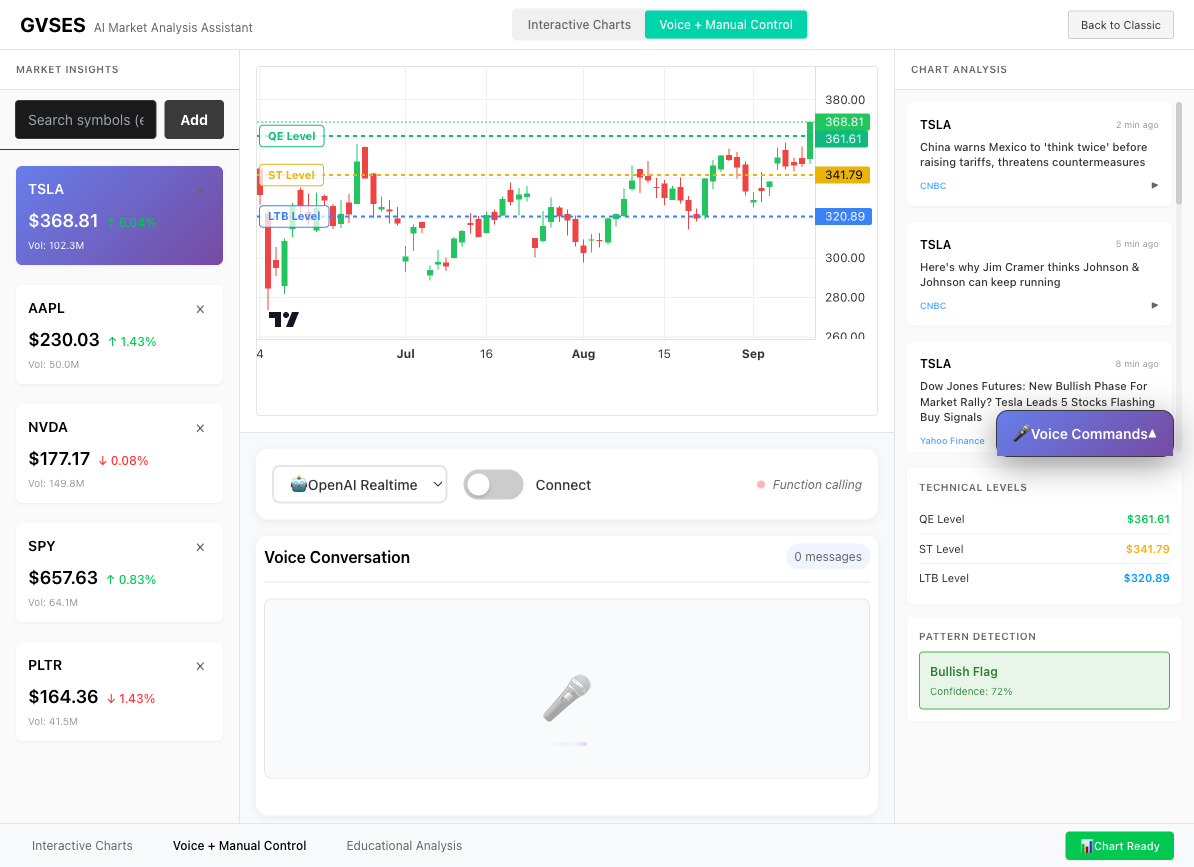 GVSES AI Market Analysis Assistant
Interactive Charts
Voice + Manual Control
Back to Classic
MARKET INSIGHTS
Search symbols (e
Add
TSLA
×
$368.81 ↑ 6.04%
Vol: 102.3M
AAPL
×
$230.03 ↑ 1.43%
Vol: 50.0M
NVDA
×
$177.17 ↓ 0.08%
Vol: 149.8M
SPY
×
$657.63 ↑ 0.83%
Vol: 64.1M
PLTR
×
$164.36 ↓ 1.43%
Vol: 41.5M
QE Level
ST Level
LTB Level
380.00
368.81
361.61
341.79
320.89
300.00
280.00
260.00
4 Jul 16 Aug 15 Sep
🤖OpenAI Realtime
Connect
Function calling
Voice Conversation
0 messages
CHART ANALYSIS
TSLA
2 min ago
China warns Mexico to 'think twice' before
raising tariffs, threatens countermeasures
CNBC
▶
TSLA
5 min ago
Here's why Jim Cramer thinks Johnson &
Johnson can keep running
CNBC
▶
TSLA
8 min ago
Dow Jones Futures: New Bullish Phase For
Market Rally? Tesla Leads 5 Stocks Flashing
Buy Signals
Yahoo Finance
🎤Voice Commands▲
TECHNICAL LEVELS
QE Level $361.61
ST Level $341.79
LTB Level $320.89
PATTERN DETECTION
Bullish Flag
Confidence: 72%
Interactive Charts
Voice + Manual Control
Educational Analysis
📊Chart Ready